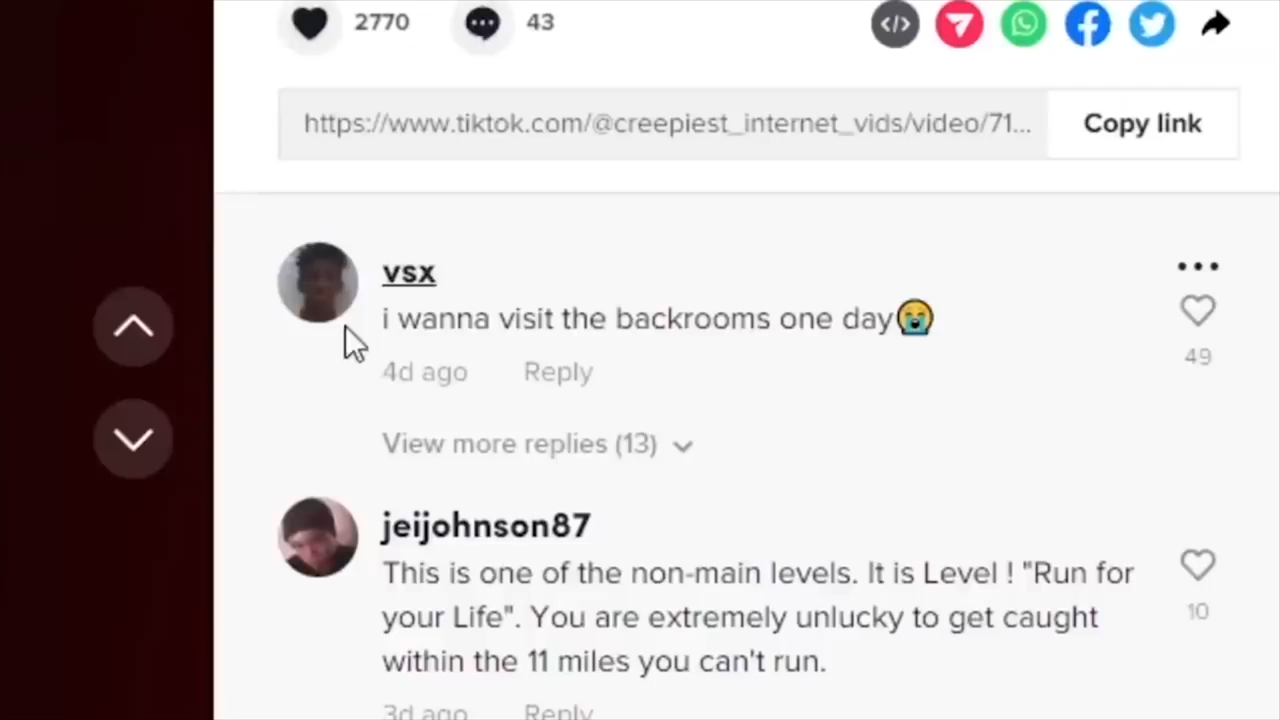 2770 43
https://www.tiktok.com/@creepiest_internet_vids/video/71... Copy link
vsx
i wanna visit the backrooms one day😭
4d ago Reply
49
View more replies (13)
jeijohnson87
This is one of the non-main levels. It is Level ! "Run for
your Life". You are extremely unlucky to get caught
within the 11 miles you can't run.
10
3d ago Reply